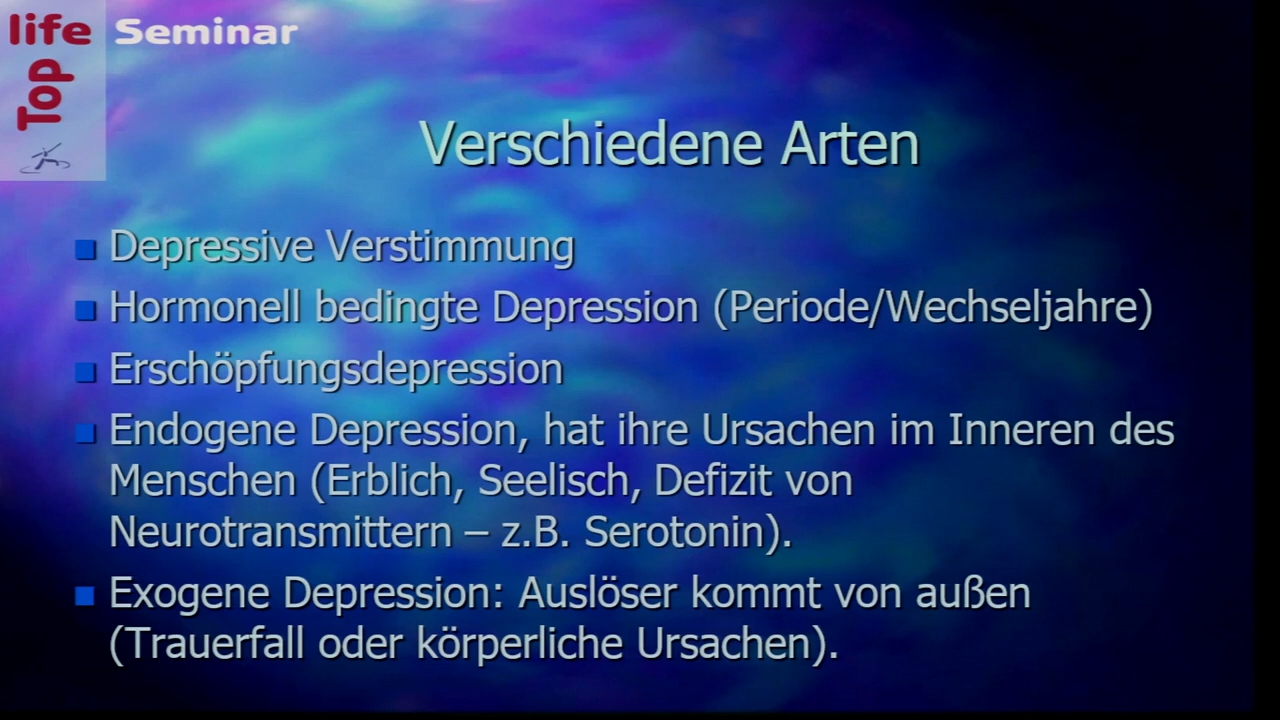 life Seminar
Top
Verschiedene Arten
Depressive Verstimmung
Hormonell bedingte Depression (Periode/Wechseljahre)
Erschöpfungsdepression
Endogene Depression, hat ihre Ursachen im Inneren des
Menschen (Erblich, Seelisch, Defizit von
Neurotransmittern – z.B. Serotonin).
Exogene Depression: Auslöser kommt von außen
(Trauerfall oder körperliche Ursachen).